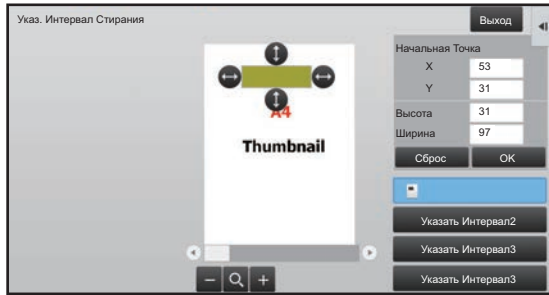 Указ. Интервал Стирания
Выход
Начальная Точка
X 53
Y 31
A4
Высота 31
Ширина 97
Thumbnail
Сброс OK
Указать Интервал2
Указать Интервал3
Указать Интервал3